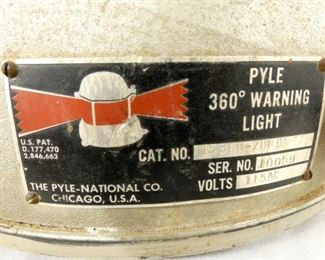 PYLE
360° WARNING
LIGHT
U.S. PAT.
D.177,470
2,846,663
CAT. NO.
SER. NO. 10059
VOLTS 115AC
THE PYLE-NATIONAL CO.
CHICAGO, U.S.A.